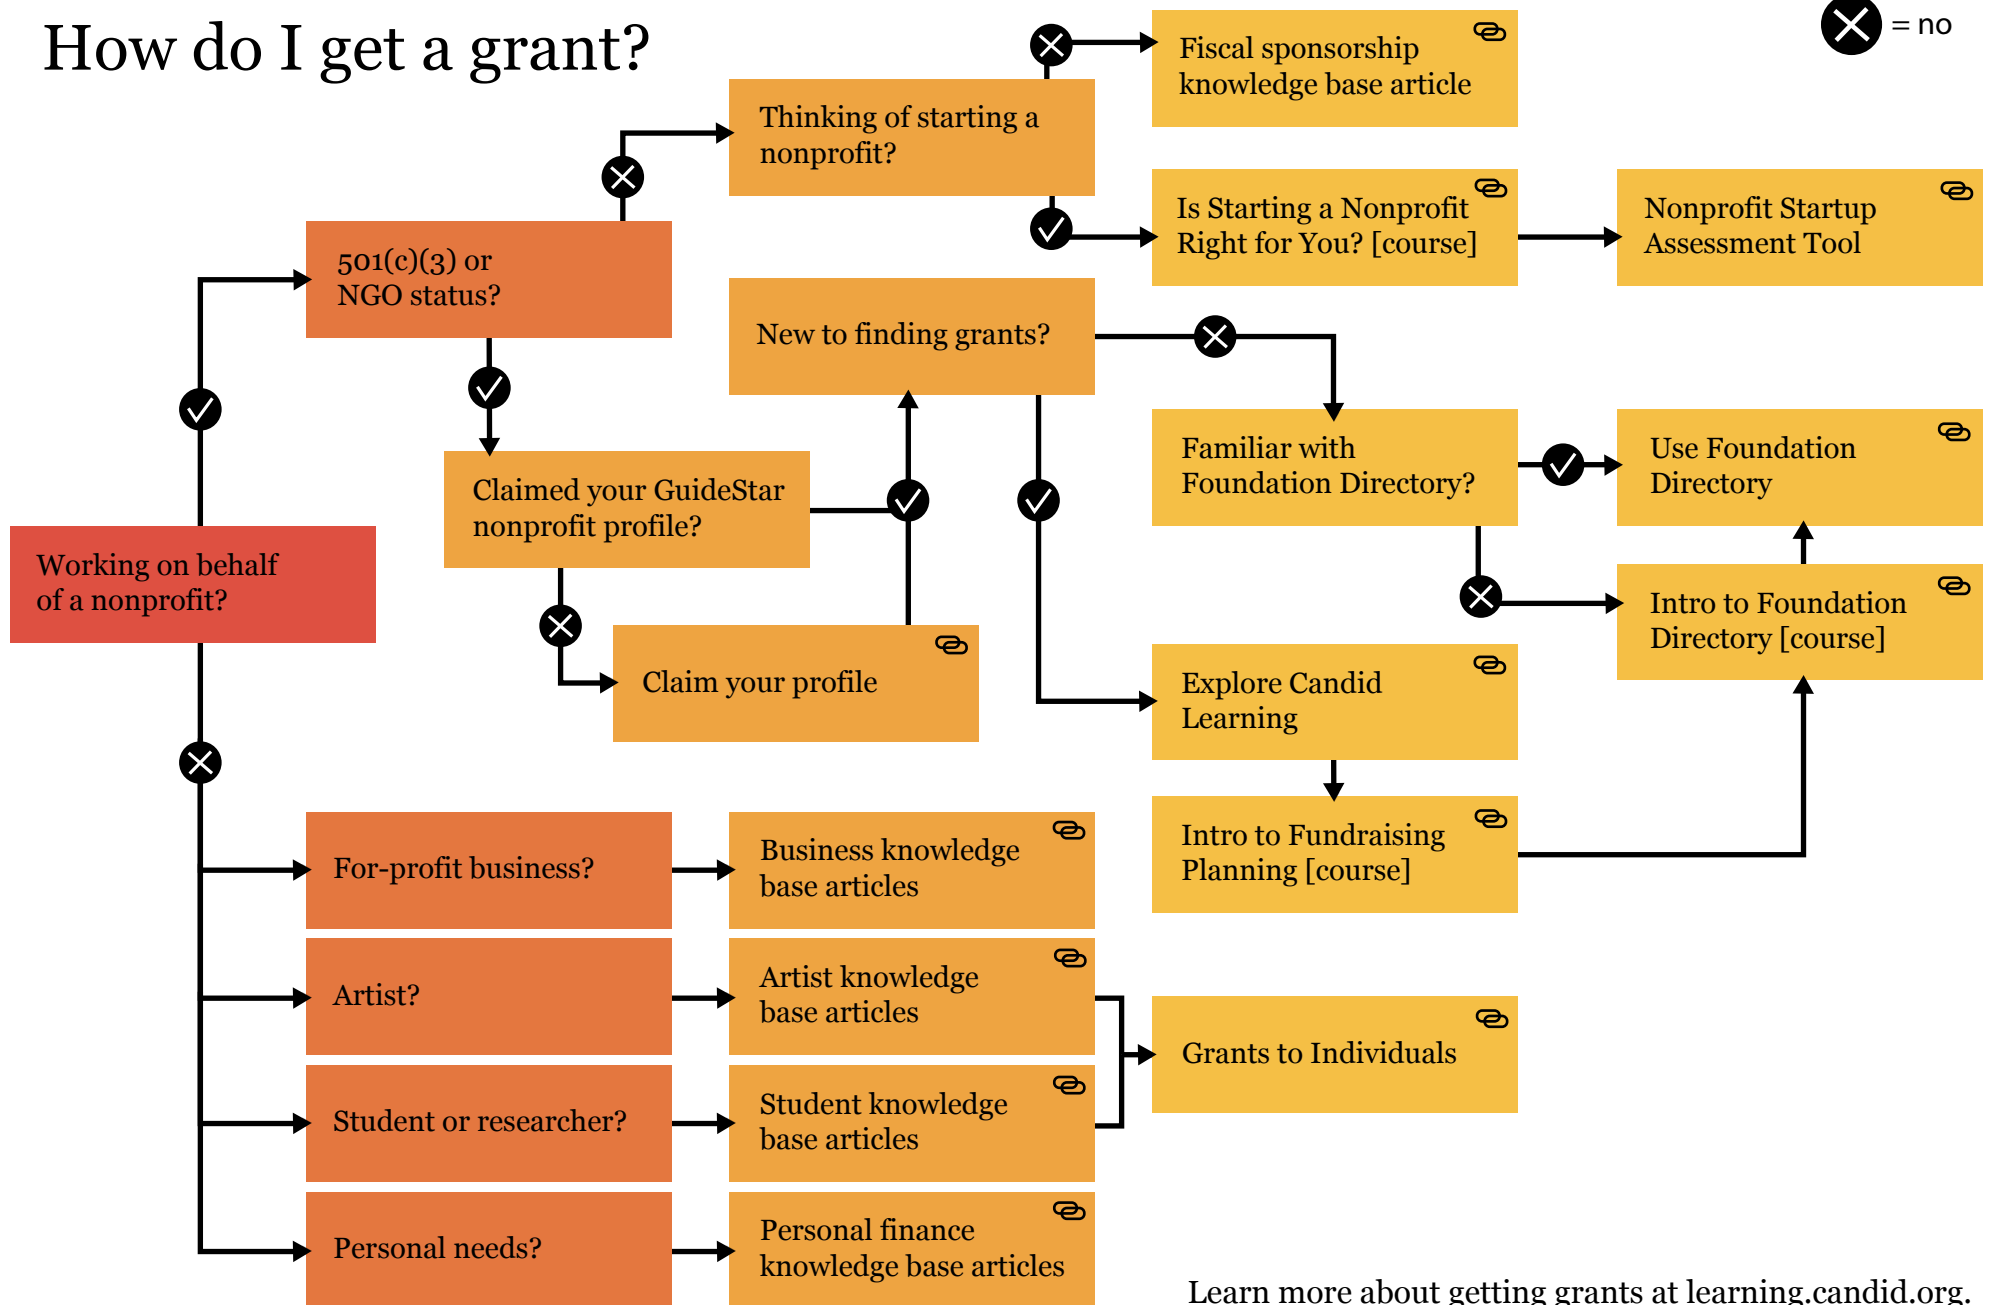 How do I get a grant?
= no
Fiscal sponsorship
knowledge base article
Thinking of starting a
nonprofit?
Is Starting a Nonprofit
Right for You? [course]
Nonprofit Startup
Assessment Tool
501(c)(3) or
NGO status?
New to finding grants?
Familiar with
Foundation Directory?
Use Foundation
Directory
Claimed your GuideStar
nonprofit profile?
Working on behalf
of a nonprofit?
Intro to Foundation
Directory [course]
Claim your profile
Explore Candid
Learning
Intro to Fundraising
Planning [course]
For-profit business?
Business knowledge
base articles
Artist?
Artist knowledge
base articles
Grants to Individuals
Student or researcher?
Student knowledge
base articles
Personal needs?
Personal finance
knowledge base articles
Learn more about getting grants at learning.candid.org.